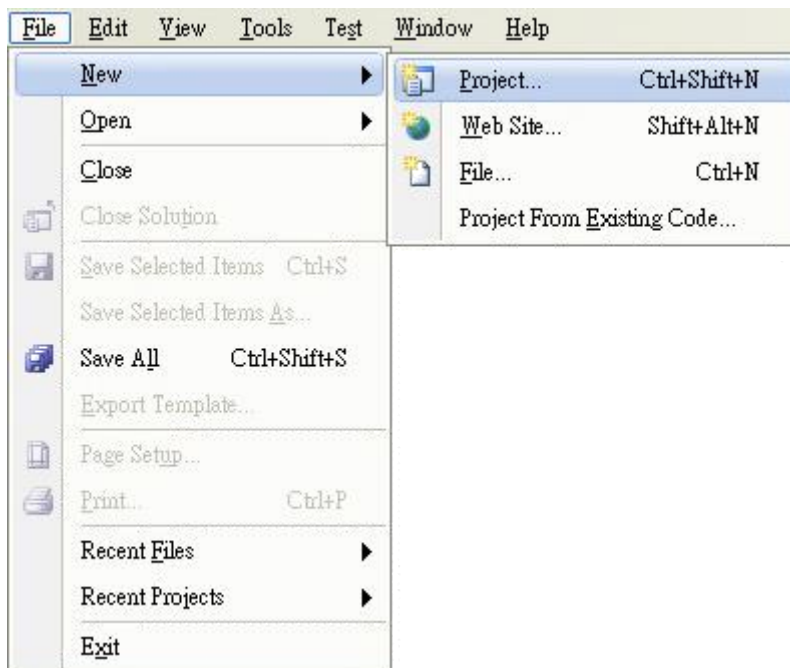 File Edit View Tools Test Window Help
New
Open
Close
Close Solution
Save Selected Items Ctrl+S
Save Selected Items As...
Save All Ctrl+Shift+S
Export Template...
Page Setup...
Print... Ctrl+P
Recent Files
Recent Projects
Exit
Project... Ctrl+Shift+N
Web Site... Shift+Alt+N
File... Ctrl+N
Project From Existing Code...